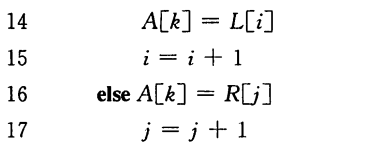 14 A[k] = L[i]
15 i = i + 1
16 else A[k] = R[j]
17 j = j + 1